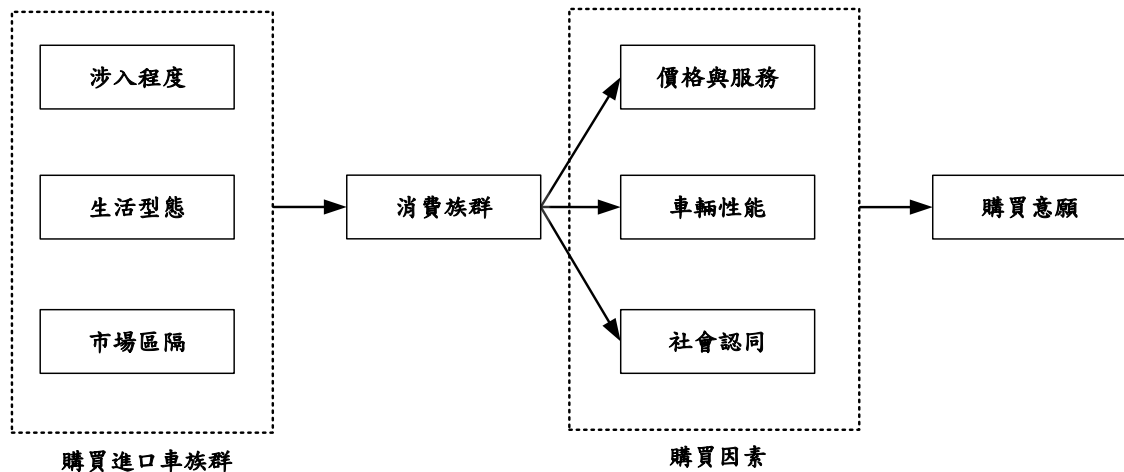 涉入程度
生活型態
市場區隔
購買進口車族群
消費族群
價格與服務
車輛性能
社會認同
購買因素
購買意願